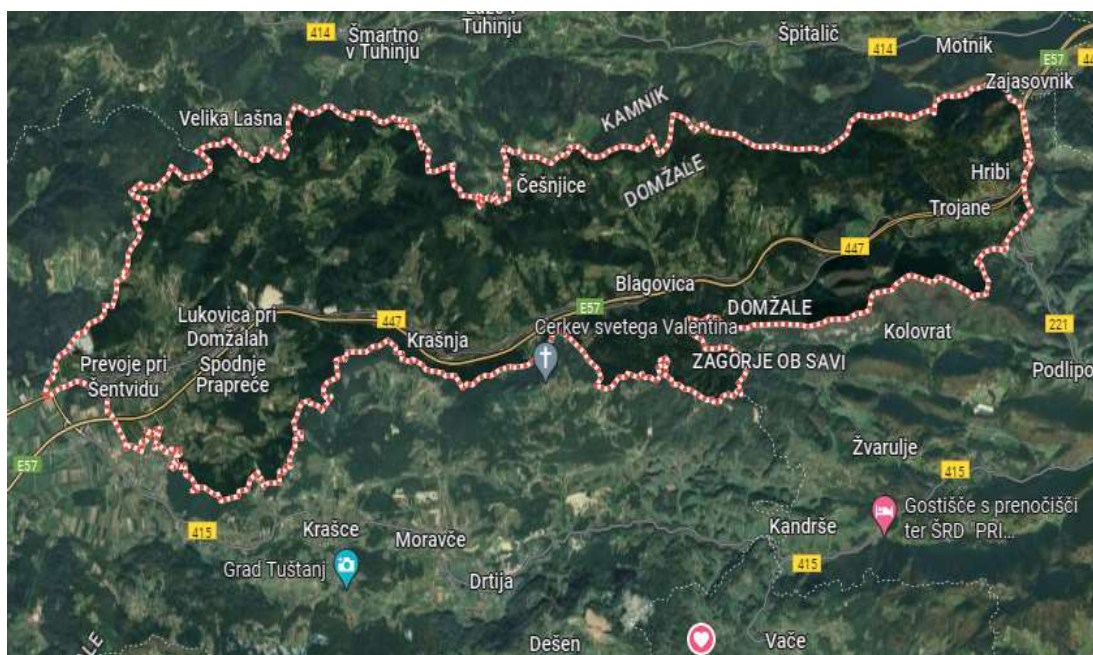 Tuhinju
414
Šmartno
v Tuhinju
Špitalič
414
Motnik
E57
Zajasovnik
Velika Lašna
KAMNIK
DOMŽALE
Češnjice
Hribi
Trojane
447
Blagovica
E57
DOMŽALE
Lukovica pri
Domžalah
447
Krašnja
Cerkev svetega Valentina
Kolovrat
221
Prevoje pri
Šentvidu
Spodnje
Prapreče
ZAGORJE OB SAVI
Podlipo
E57
Žvarulje
415
415
Krašce
Moravče
Kandrše
Gostišče s prenočišči
ter ŠRD 'PRI...
Grad Tuštanj
Drtija
415
Dešen
Vače